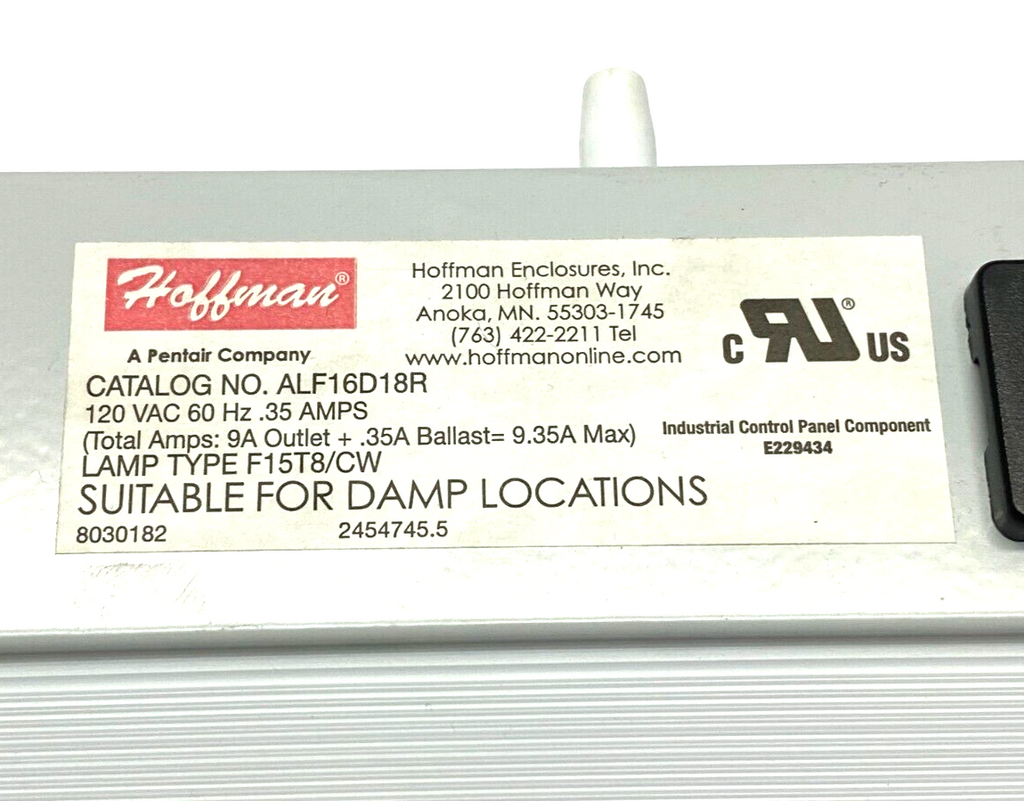 Hoffman®
A Pentair Company
Hoffman Enclosures, Inc.
2100 Hoffman Way
Anoka, MN. 55303-1745
(763) 422-2211 Tel
www.hoffmanonline.com
CATALOG NO. ALF16D18R
120 VAC 60 Hz .35 AMPS
(Total Amps: 9A Outlet + .35A Ballast= 9.35A Max)
LAMP TYPE F15T8/CW
SUITABLE FOR DAMP LOCATIONS
8030182 2454745.5
C RU® US
Industrial Control Panel Component
E229434